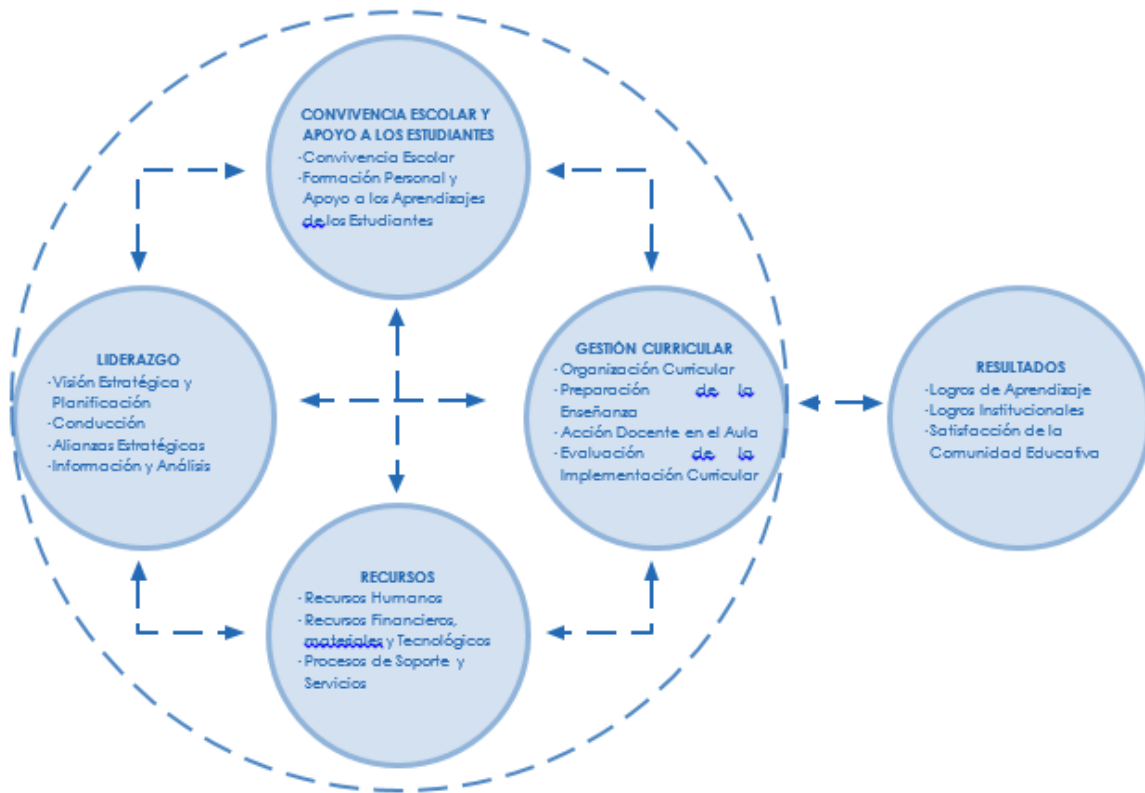 CONVIVENCIA ESCOLAR Y
APOYO A LOS ESTUDIANTES
-Convivencia Escolar
-Formación Personal y
Apoyo a los Aprendizajes
de los Estudiantes
LIDERAZGO
-Visión Estratégica y
Planificación
-Conducción
-Alianzas Estratégicas
-Información y Análisis
GESTIÓN CURRICULAR
-Organización Curricular
-Preparación de la
Enseñanza
-Acción Docente en el Aula
-Evaluación de la
Implementación Curricular
RESULTADOS
-Logros de Aprendizaje
-Logros Institucionales
-Satisfacción de la
Comunidad Educativa
RECURSOS
-Recursos Humanos
-Recursos Financieros,
materiales y Tecnológicos
-Procesos de Soporte y
Servicios